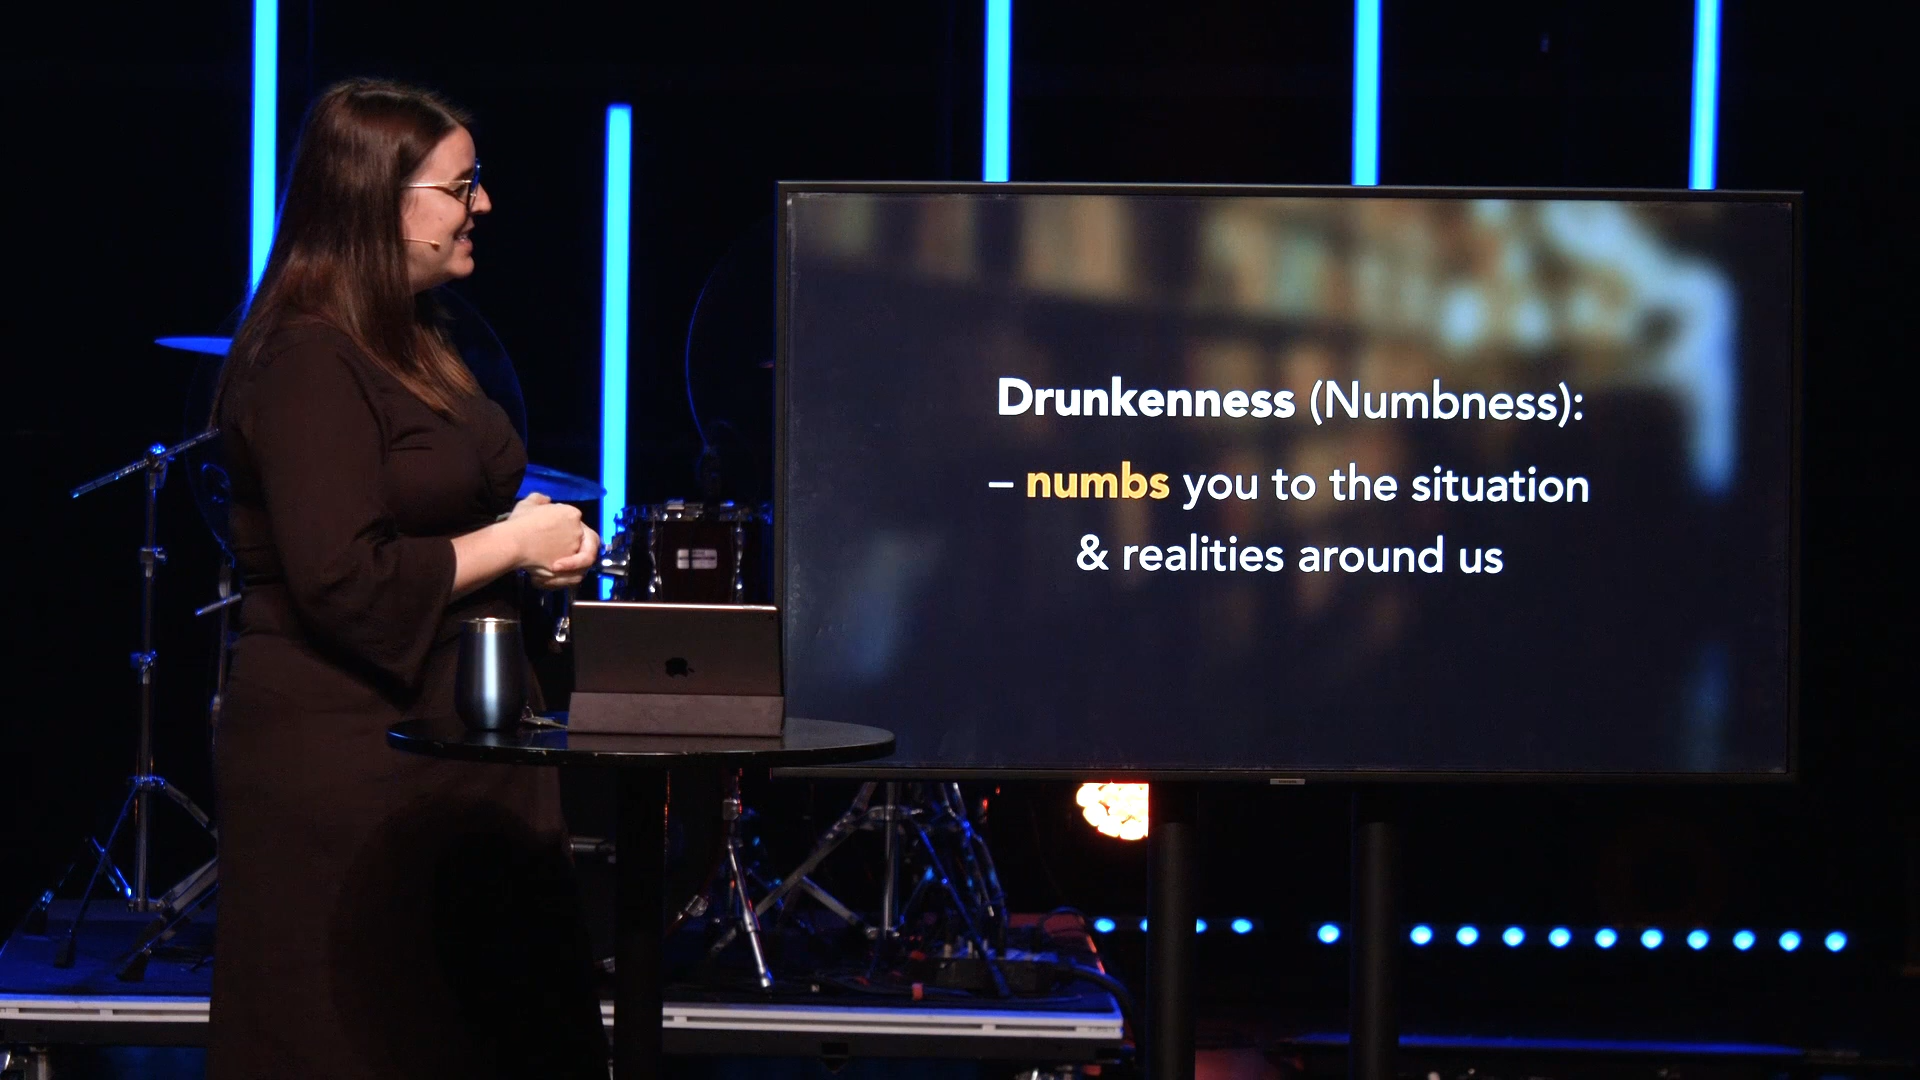 Drunkenness (Numbness):
– numbs you to the situation
& realities around us